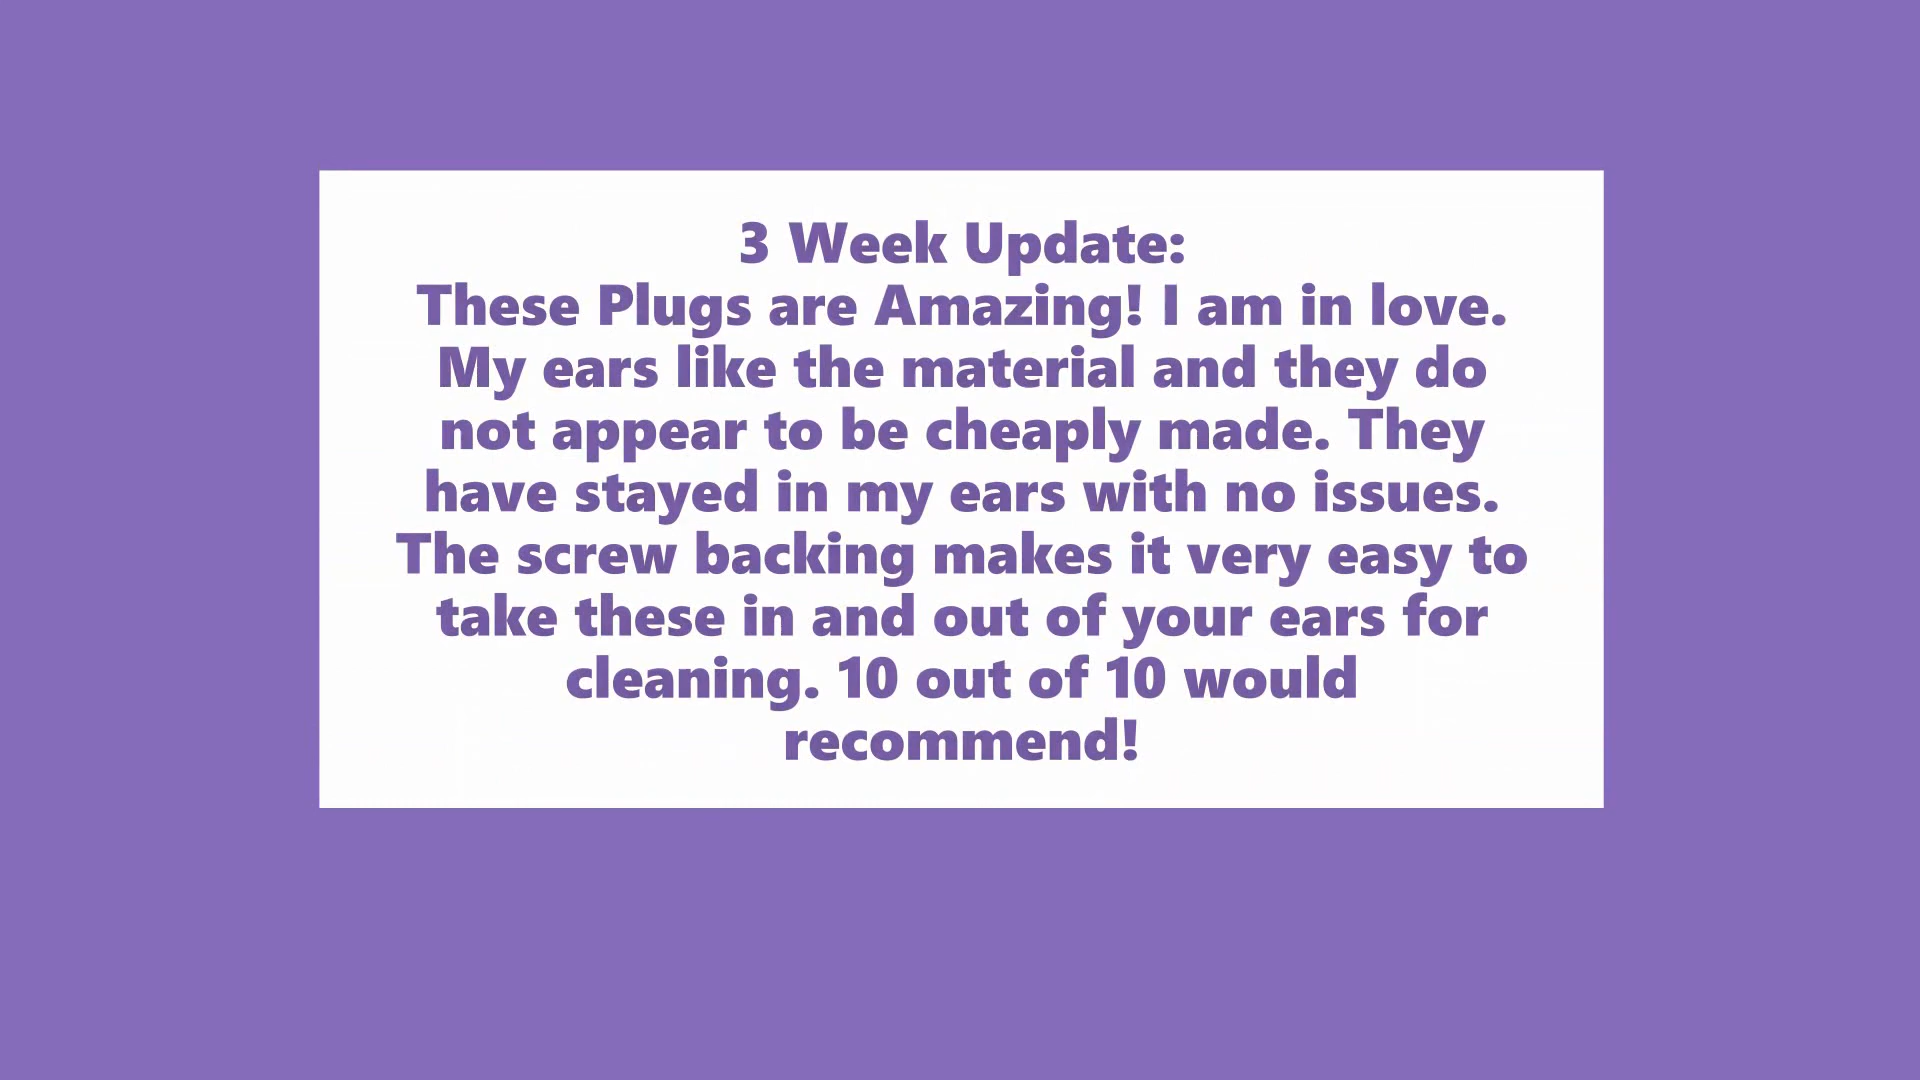 3 Week Update:
These Plugs are Amazing! I am in love.
My ears like the material and they do
not appear to be cheaply made. They
have stayed in my ears with no issues.
The screw backing makes it very easy to
take these in and out of your ears for
cleaning. 10 out of 10 would
recommend!